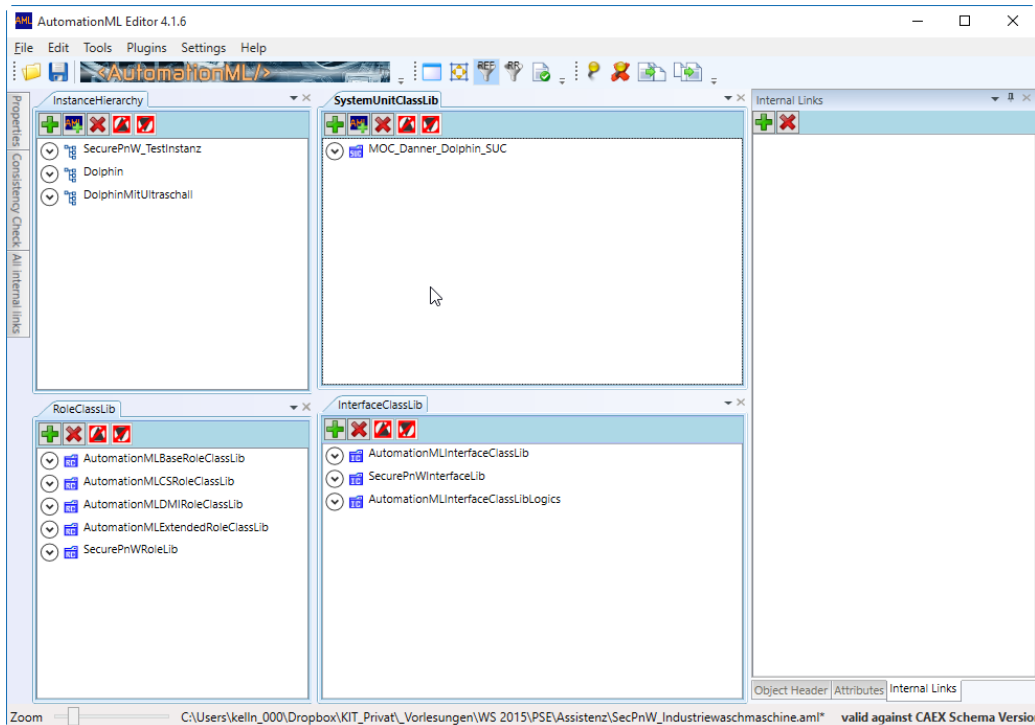 AML AutomationML Editor 4.1.6
File Edit Tools Plugins Settings Help
<AutomationML/>
REF
Properties
Consistency Check
All internal links
InstanceHierarchy
SecurePnW_TestInstanz
Dolphin
DolphinMitUltraschall
SystemUnitClassLib
MOC_Danner_Dolphin_SUC
Internal Links
RoleClassLib
AutomationMLBaseRoleClassLib
AutomationMLCSRoleClassLib
AutomationMLDMIRoleClassLib
AutomationMLExtendedRoleClassLib
SecurePnWRoleLib
InterfaceClassLib
AutomationMLInterfaceClassLib
SecurePnWInterfaceLib
AutomationMLInterfaceClassLibLogics
Object Header Attributes Internal Links
Zoom C:\Users\kelln_000\Dropbox\KIT_Privat\_Vorlesungen\WS 2015\PSE\Assistenz\SecPnW_Industriewaschmaschine.aml* valid against CAEX Schema Versio